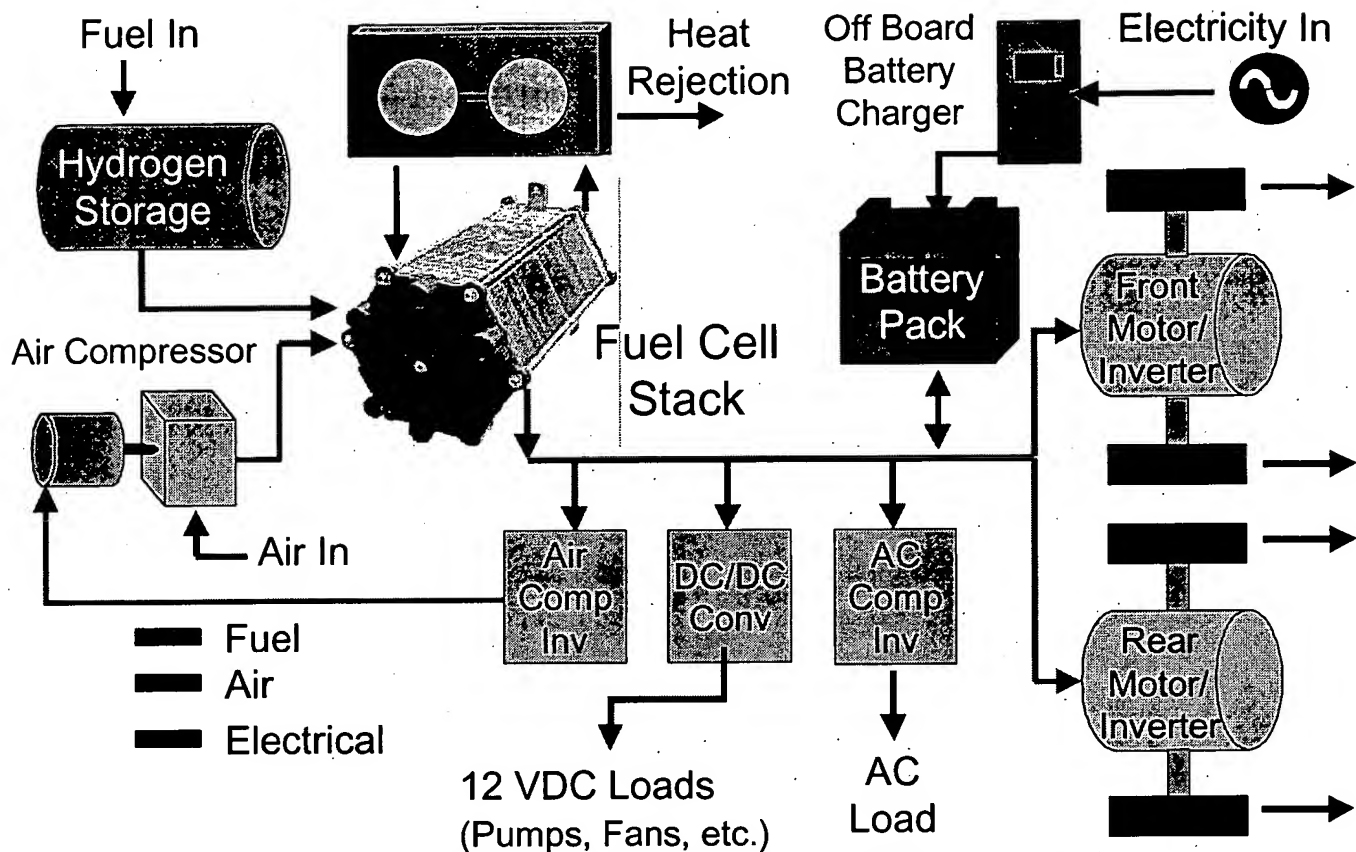 Fuel In
Heat
Rejection
Off Board
Battery
Charger
Electricity In
Hydrogen
Storage
Battery
Pack
Front
Motor/
Inverter
Air Compressor
Fuel Cell
Stack
Air In
Air
Comp
Inv
DC/DC
Conv
AC
Comp
Inv
Rear
Motor/
Inverter
Fuel
Air
Electrical
12 VDC Loads
(Pumps, Fans, etc.)
AC
Load